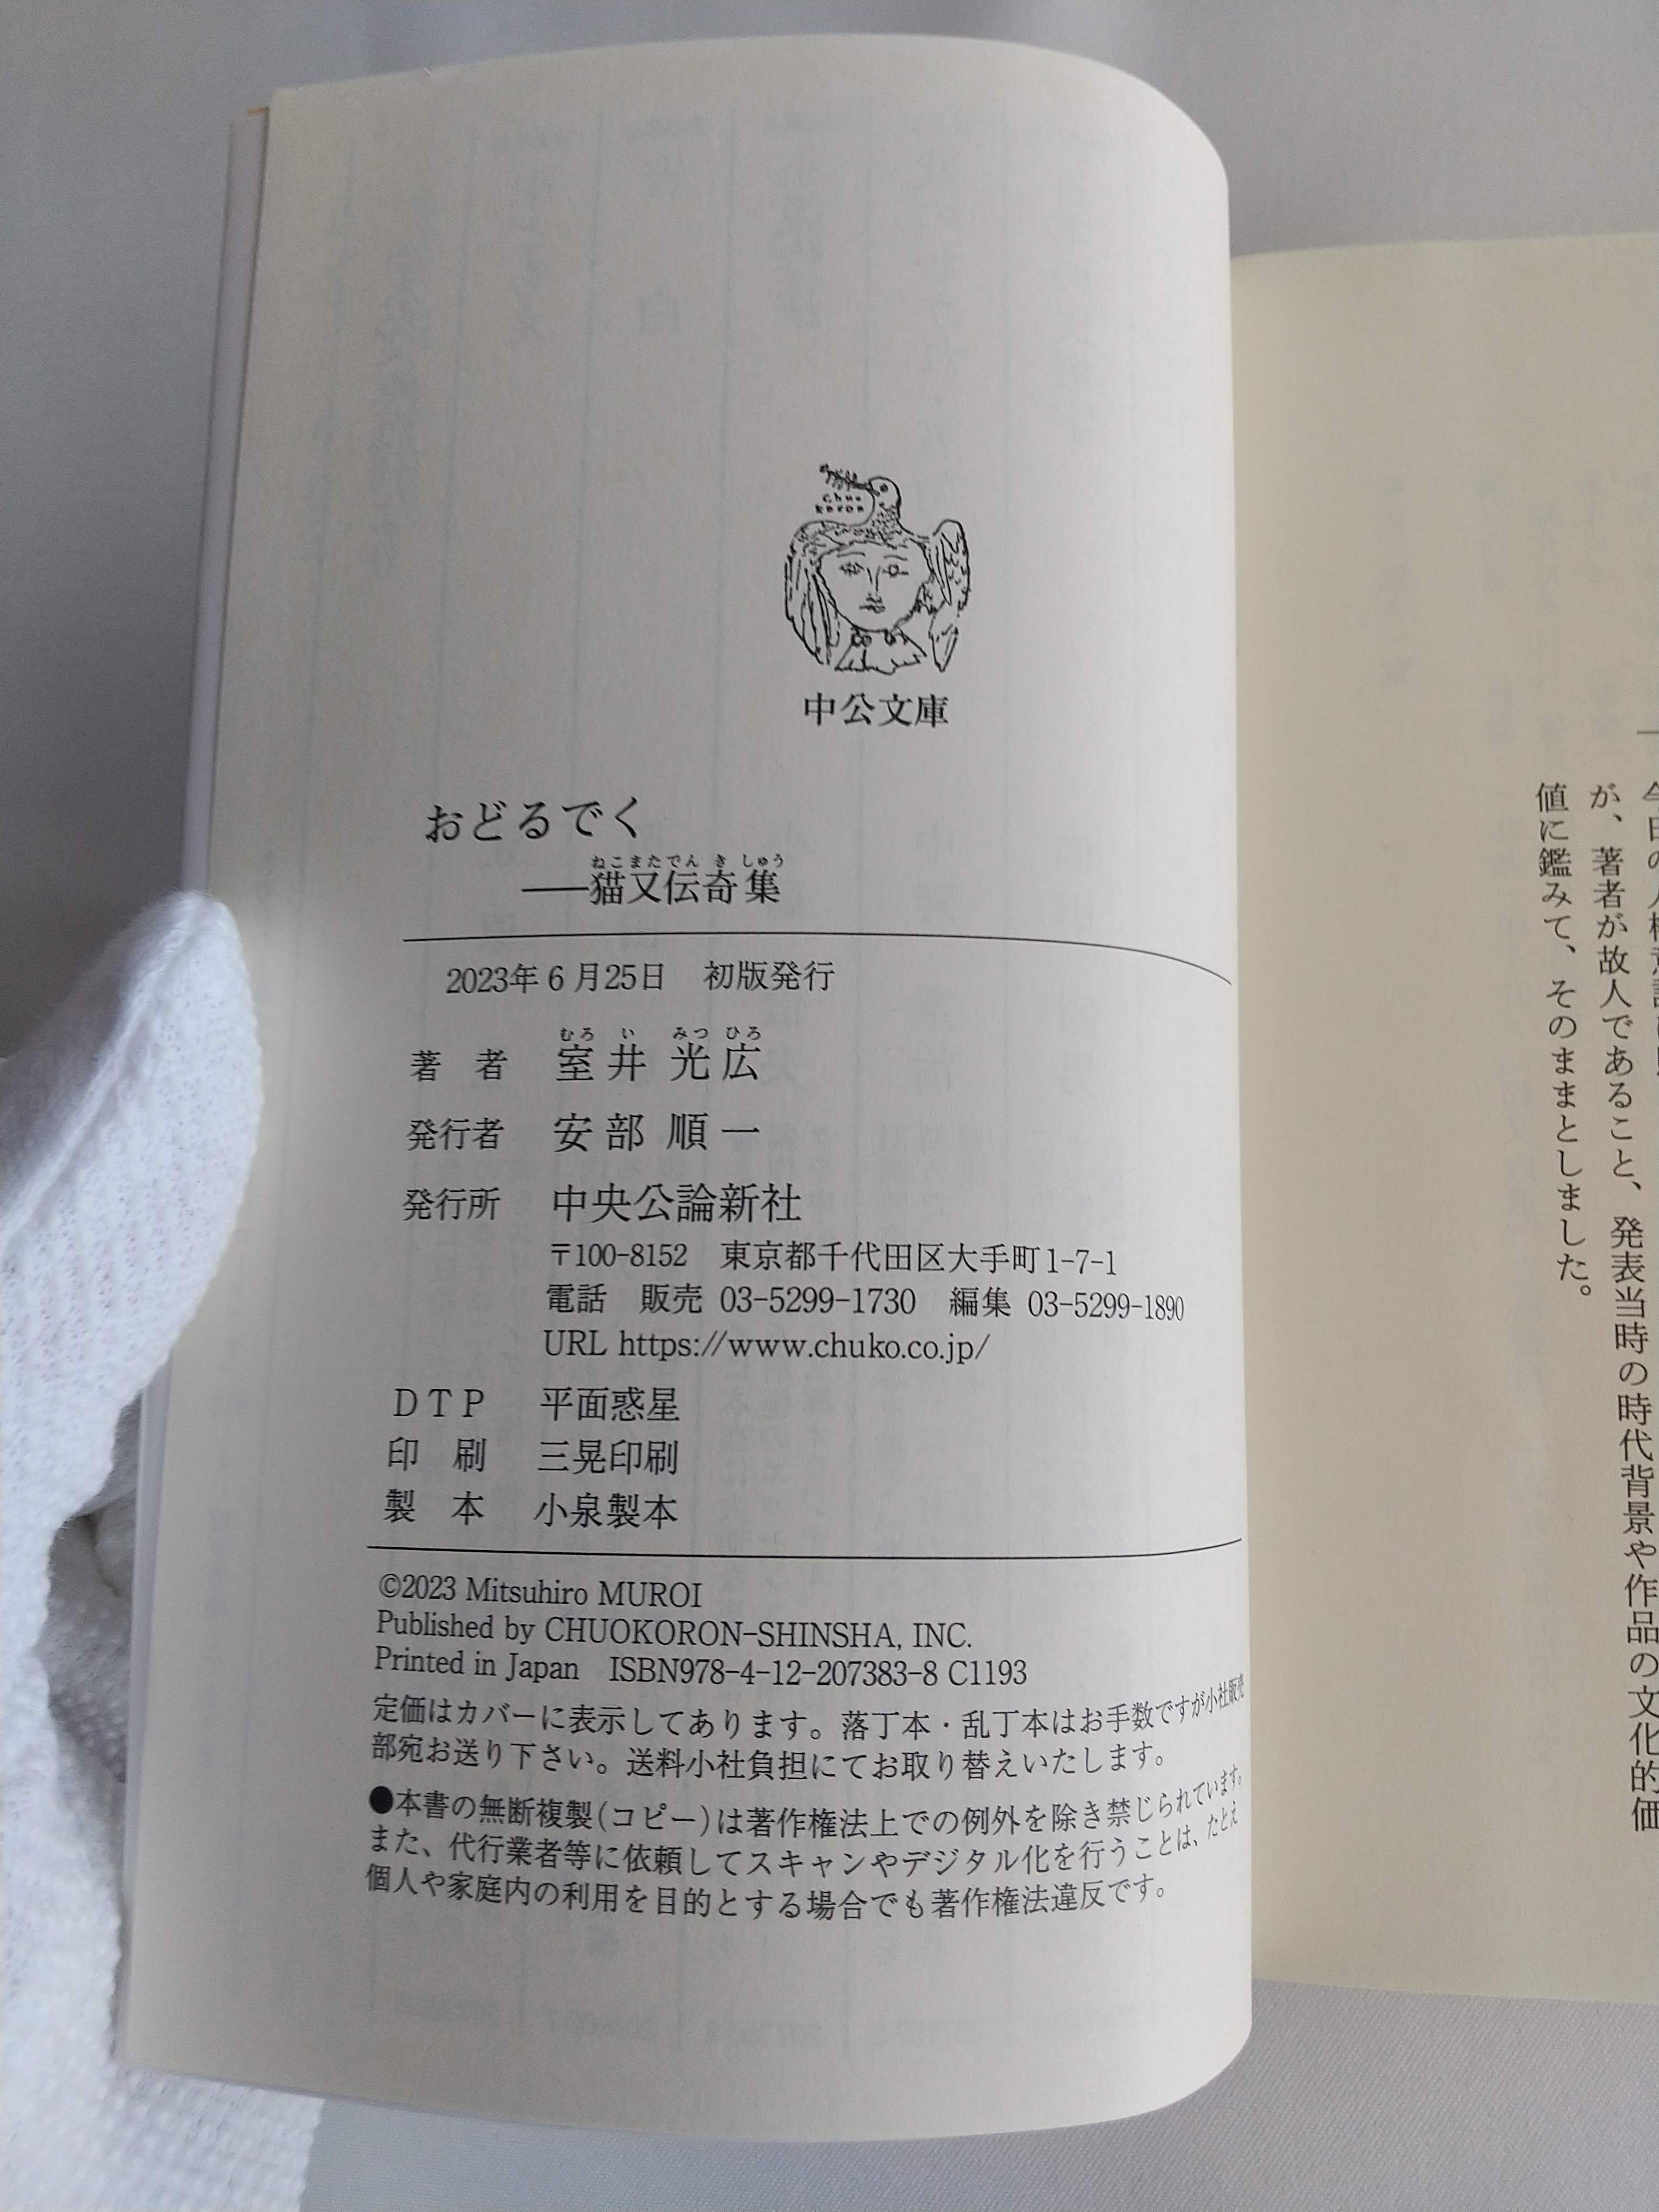 Chuo
koron
中公文庫
おどるでく
ねこまたでんきしゅう
――猫又伝奇集
2023年6月25日　初版発行
むろ い みつ ひろ
著　者　室井　光広
発行者　安部　順一
発行所　中央公論新社
〒100-8152　東京都千代田区大手町1-7-1
電話　販売 03-5299-1730　編集 03-5299-1890
URL https://www.chuko.co.jp/
DTP　平面惑星
印　刷　三晃印刷
製　本　小泉製本
©2023 Mitsuhiro MUROI
Published by CHUOKORON-SHINSHA, INC.
Printed in Japan　ISBN978-4-12-207383-8 C1193
定価はカバーに表示してあります。落丁本・乱丁本はお手数ですが小社販売
部宛お送り下さい。送料小社負担にてお取り替えいたします。
●本書の無断複製(コピー)は著作権法上での例外を除き禁じられています。
また、代行業者等に依頼してスキャンやデジタル化を行うことは、たとえ
個人や家庭内の利用を目的とする場合でも著作権法違反です。
が、著者が故人であること、発表当時の時代背景や作品の文化的価
値に鑑みて、そのままとしました。